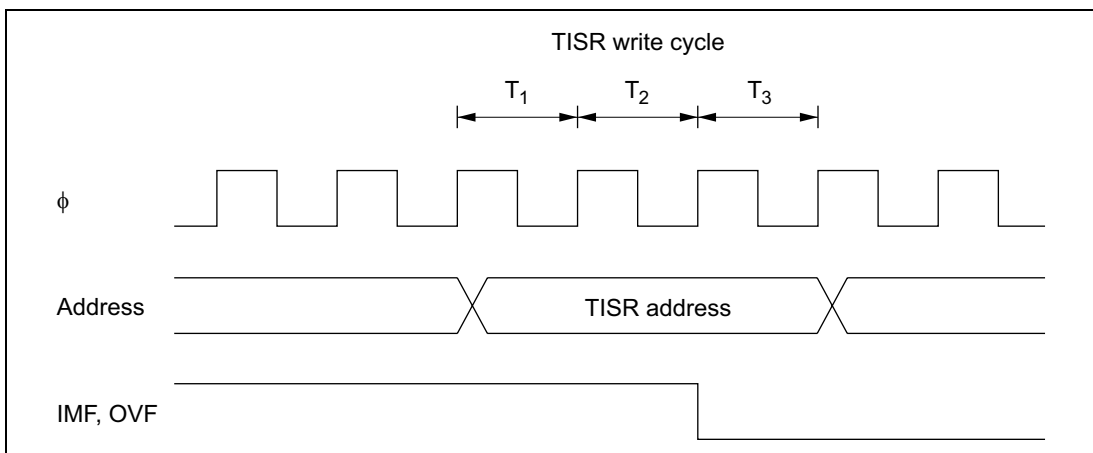 TISR write cycle
T1 T2 T3
ϕ
Address TISR address
IMF, OVF